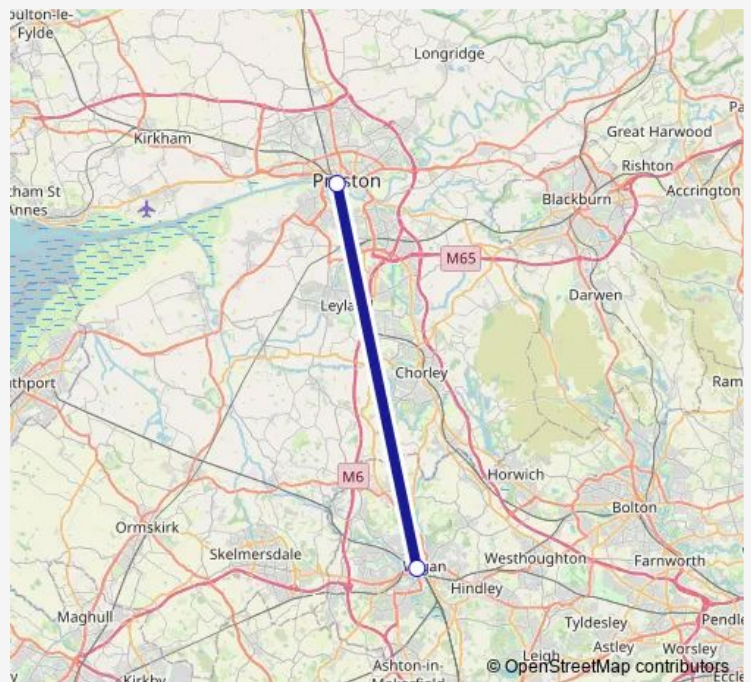 oulton-le-
Fylde
Longridge
Kirkham
Great Harwood
Rishton
Accrington
Blackburn
Preston
tham St
Annes
M65
Darwen
Leyland
Chorley
thport
Ram
M6
Horwich
Bolton
Ormskirk
Skelmersdale
Westhoughton
Farnworth
Wigan
Hindley
Maghull
Tyldesley
Pendle
Astley
Worsley
Leigh
Ashton-in-
Kirkby
© OpenStreetMap contributors